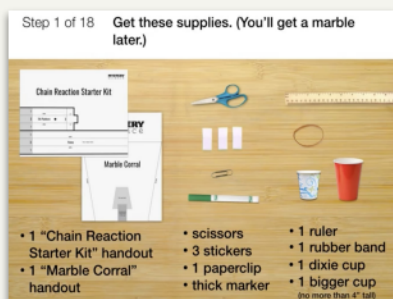 Step 1 of 18
Get these supplies. (You'll get a marble
later.)
Chain Reaction Starter Kit
Marble Corral
• 1 "Chain Reaction
Starter Kit" handout
• 1 "Marble Corral"
handout
• scissors
• 3 stickers
• 1 paperclip
• thick marker
• 1 ruler
• 1 rubber band
• 1 dixie cup
• 1 bigger cup
(no more than 4" tall)